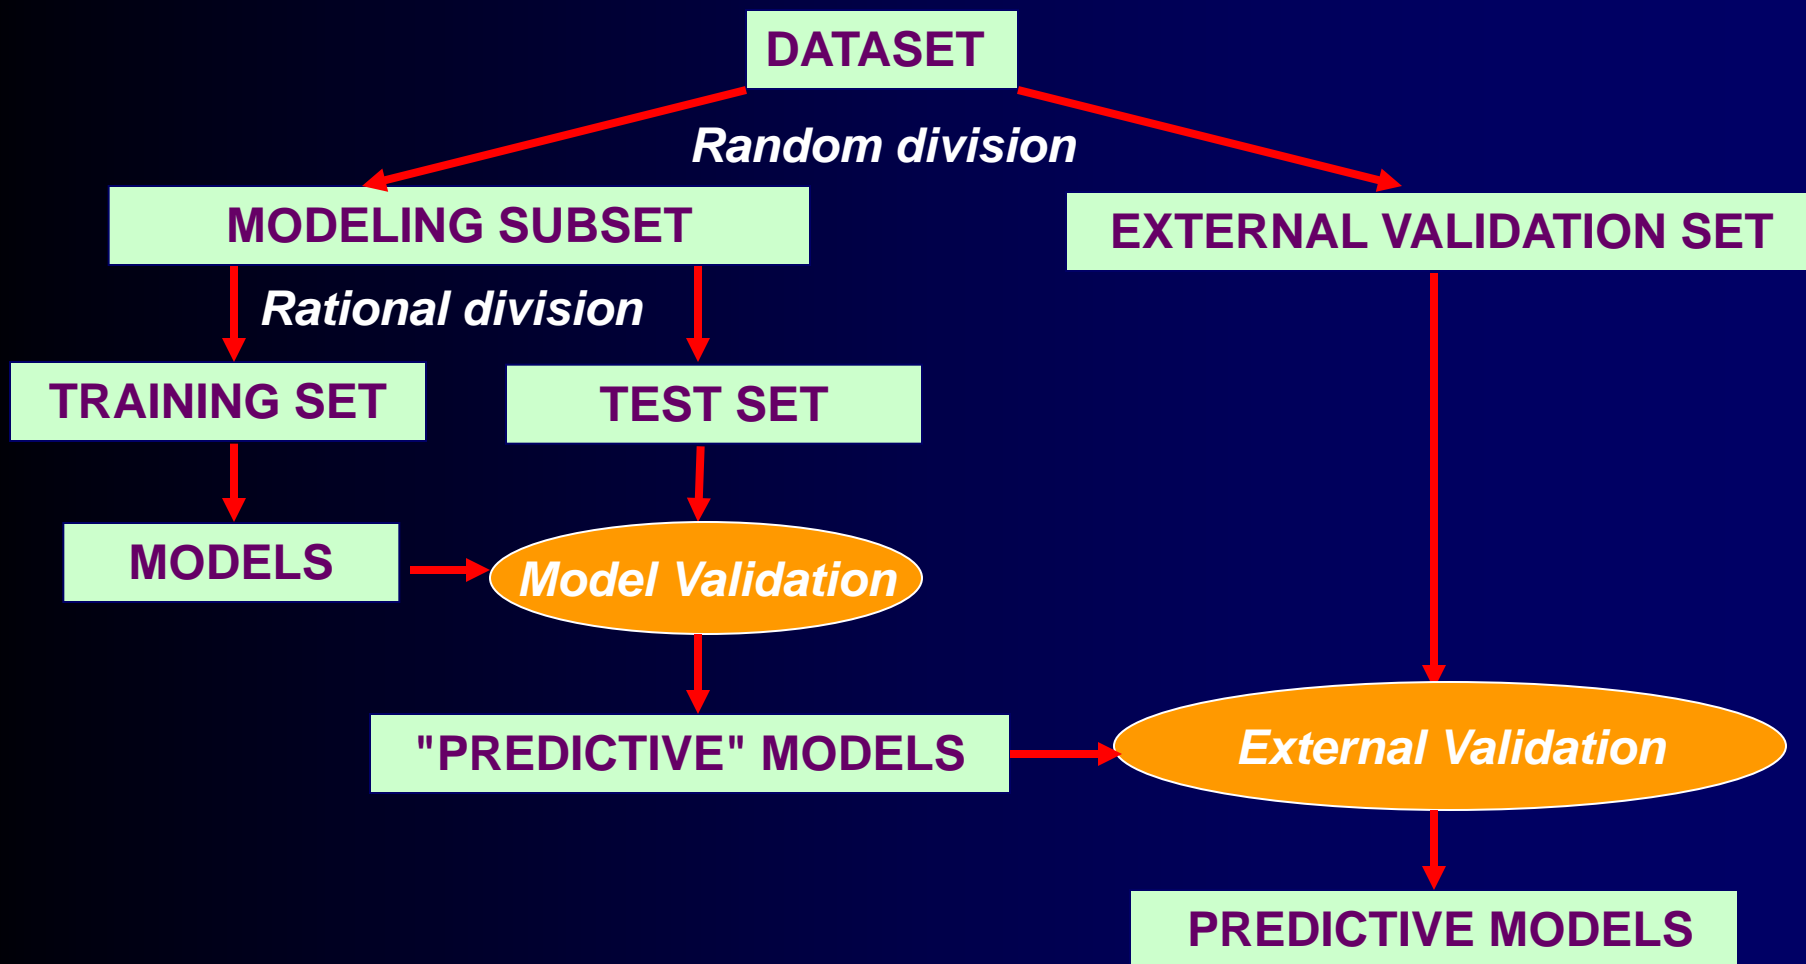 DATASET
Random division
MODELING SUBSET
EXTERNAL VALIDATION SET
Rational division
TRAINING SET
TEST SET
MODELS
Model Validation
"PREDICTIVE" MODELS
External Validation
PREDICTIVE MODELS